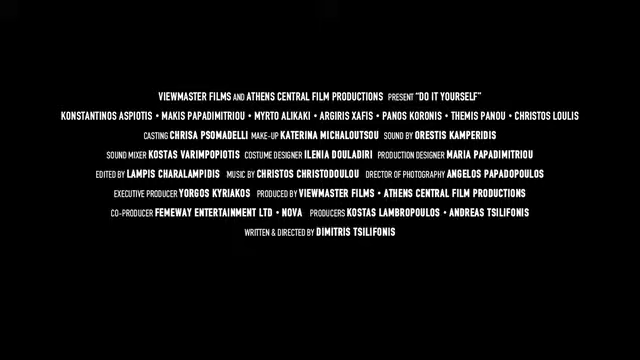 VIEWMASTER FILMS AND ATHENS CENTRAL FILM PRODUCTIONS PRESENT "DO IT YOURSELF"
KONSTANTINOS ASPIOTIS • MAKIS PAPADIMITRIOU • MYRTO ALIKAKI • ARGIRIS XAFIS • PANOS KORONIS • THEMIS PANOU • CHRISTOS LOULIS
CASTING CHRISA PSOMADELLI MAKE-UP KATERINA MICHALOUTSOU SOUND BY ORESTIS KAMPERIDIS
SOUND MIXER KOSTAS VARIMPOPIOTIS COSTUME DESIGNER ILENIA DOULADIRI PRODUCTION DESIGNER MARIA PAPADIMITRIOU
EDITED BY LAMPIS CHARALAMPIDIS MUSIC BY CHRISTOS CHRISTODOULOU DIRECTOR OF PHOTOGRAPHY ANGELOS PAPADOPOULOS
EXECUTIVE PRODUCER YORGOS KYRIAKOS PRODUCED BY VIEWMASTER FILMS • ATHENS CENTRAL FILM PRODUCTIONS
CO-PRODUCER FEMEWAY ENTERTAINMENT LTD • NOVA PRODUCERS KOSTAS LAMBROPOULOS • ANDREAS TSILIFONIS
WRITTEN & DIRECTED BY DIMITRIS TSILIFONIS